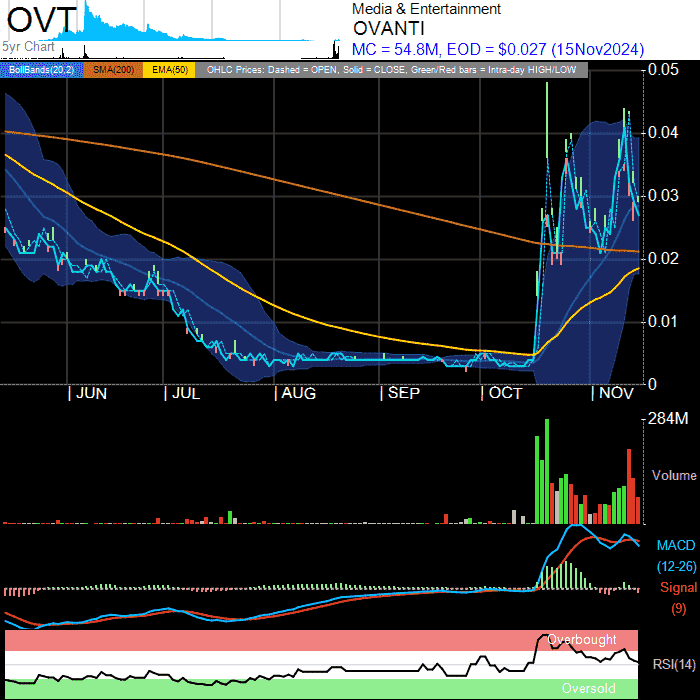 OVT
5yr Chart
Media & Entertainment
OVANTI
MC = 54.8M, EOD = $0.027 (15Nov2024)
BollBands(20,2) SMA(200) EMA(50) OHLC Prices: Dashed = OPEN, Solid = CLOSE, Green/Red bars = Intra-day HIGH/LOW
0.05
0.04
0.03
0.02
0.01
0
JUN JUL AUG SEP OCT NOV
284M
Volume
MACD
(12-26)
Signal
(9)
Overbought
RSI(14)
Oversold